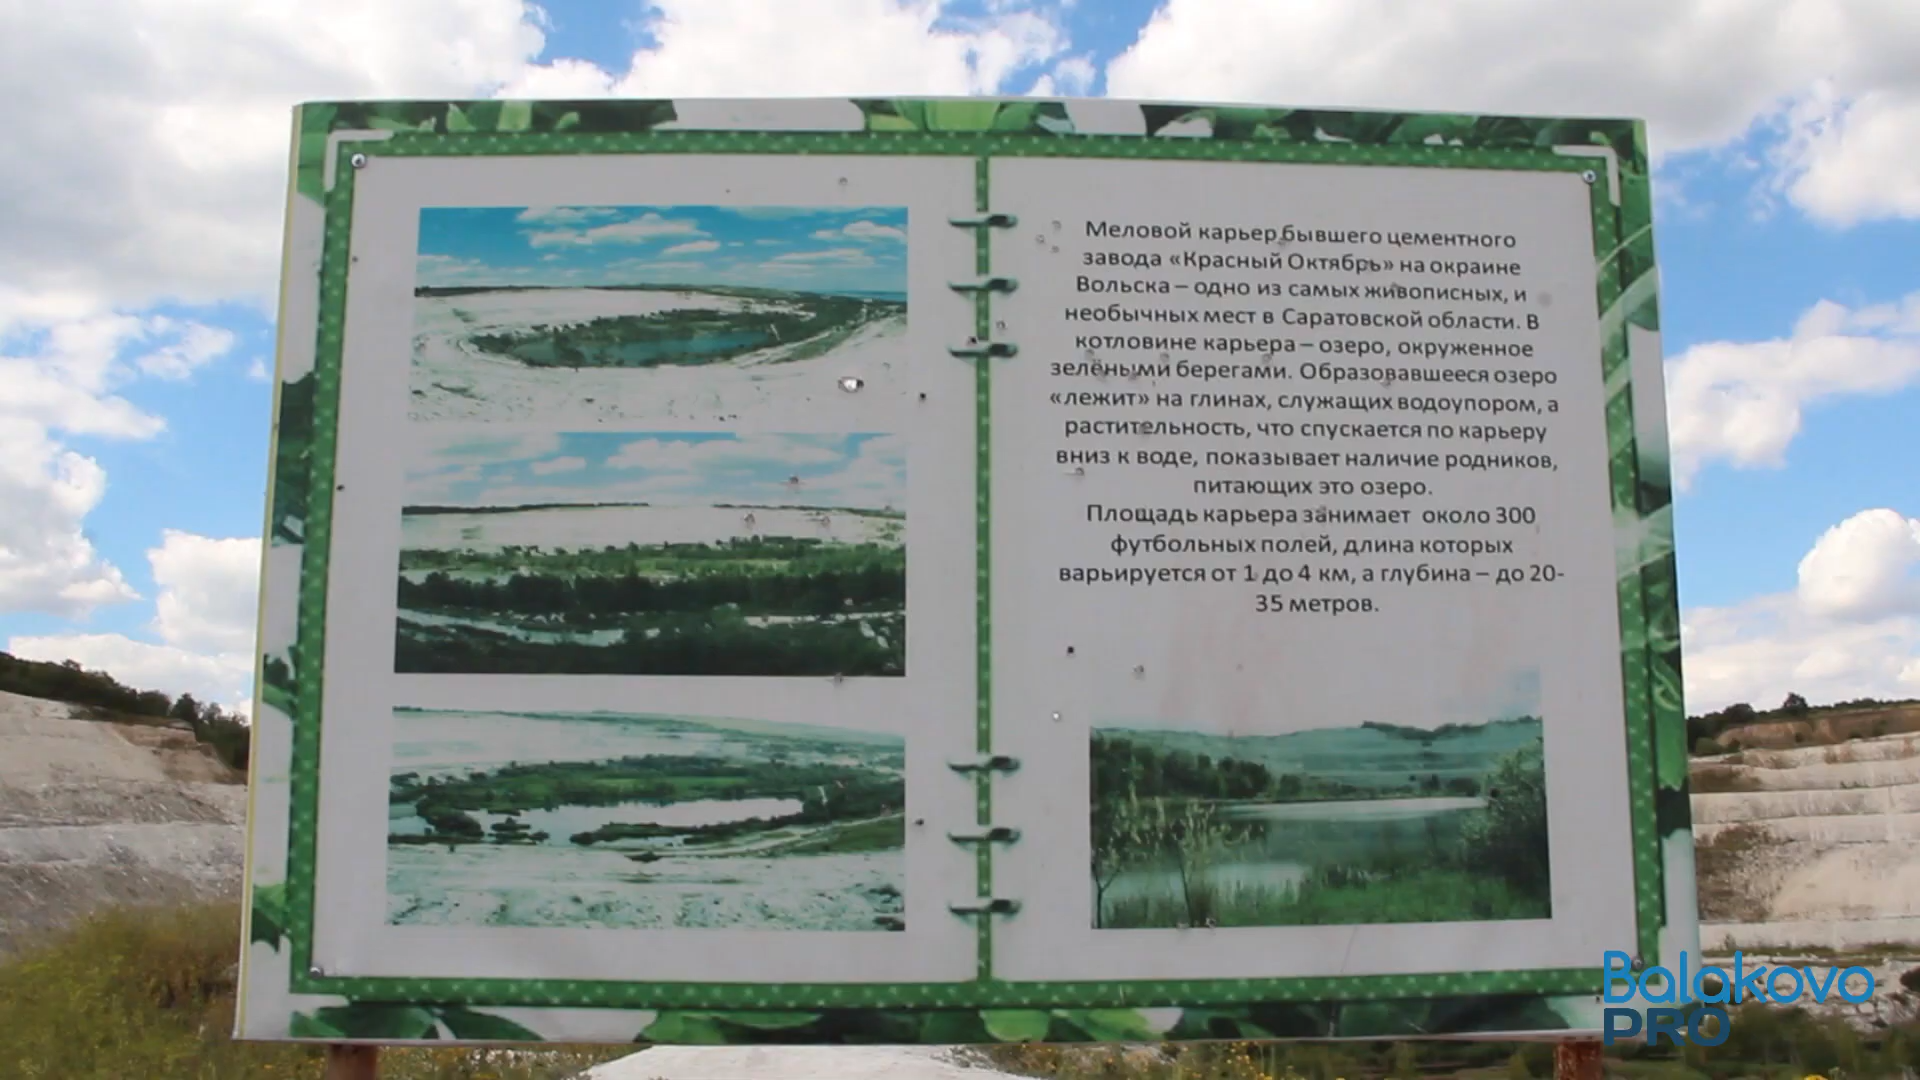 Меловой карьер бывшего цементного
завода «Красный Октябрь» на окраине
Вольска – одно из самых живописных, и
необычных мест в Саратовской области. В
котловине карьера – озеро, окруженное
зелёными берегами. Образовавшееся озеро
«лежит» на глинах, служащих водоупором, а
растительность, что спускается по карьеру
вниз к воде, показывает наличие родников,
питающих это озеро.
Площадь карьера занимает около 300
футбольных полей, длина которых
варьируется от 1 до 4 км, а глубина – до 20-
35 метров.
Balakovo
PRO